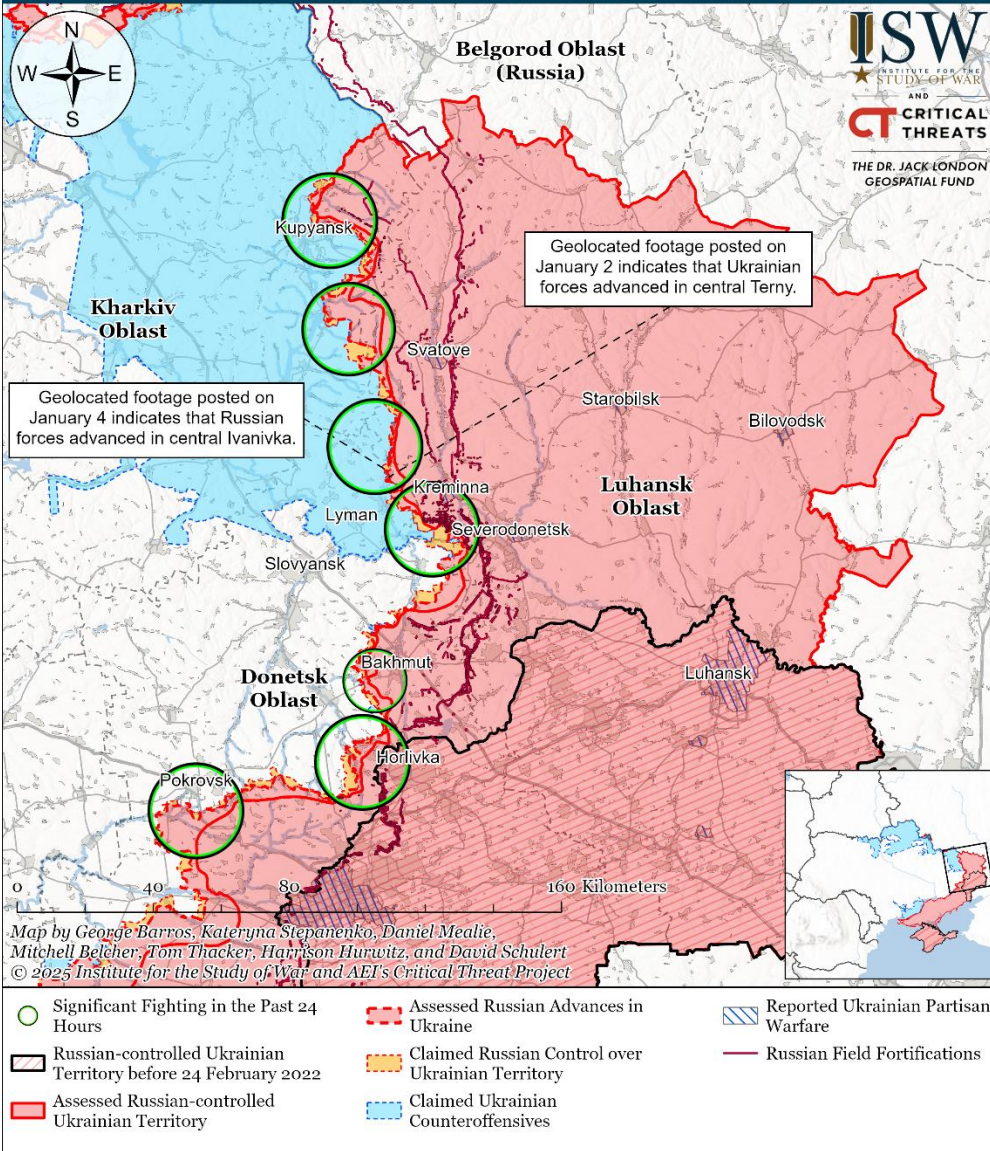 N
W E
S
Belgorod Oblast
(Russia)
ISW
INSTITUTE FOR THE
STUDY OF WAR
AND
CT CRITICAL
THREATS
THE DR. JACK LONDON
GEOSPATIAL FUND
Kupyansk
Geolocated footage posted on
January 2 indicates that Ukrainian
forces advanced in central Terny.
Kharkiv
Oblast
Svatove
Geolocated footage posted on
January 4 indicates that Russian
forces advanced in central Ivanivka.
Starobilsk
Bilovodsk
Kreminna
Luhansk
Oblast
Lyman
Severodonetsk
Slovyansk
Bakhmut
Donetsk
Oblast
Luhansk
Horlivka
Pokrovsk
0 40 80 160 Kilometers
Map by George Barros, Kateryna Stepanenko, Daniel Mealie,
Mitchell Belcher, Tom Thacker, Harrison Hurwitz, and David Schulert
© 2025 Institute for the Study of War and AEI's Critical Threat Project
Significant Fighting in the Past 24
Hours
Russian-controlled Ukrainian
Territory before 24 February 2022
Assessed Russian-controlled
Ukrainian Territory
Assessed Russian Advances in
Ukraine
Claimed Russian Control over
Ukrainian Territory
Claimed Ukrainian
Counteroffensives
Reported Ukrainian Partisan
Warfare
Russian Field Fortifications